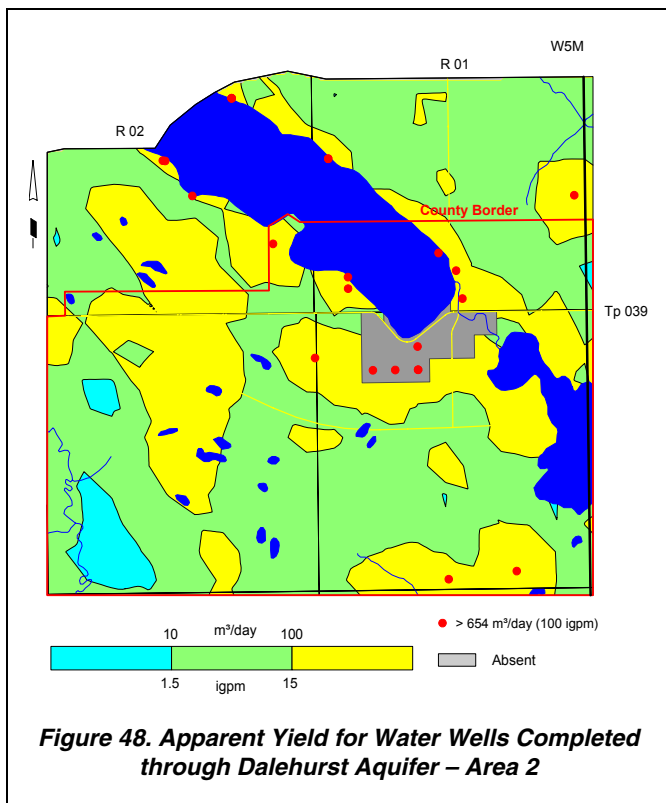 W5M
R 01
R 02
County Border
Tp 039
10 m³/day 100
1.5 igpm 15
> 654 m³/day (100 igpm)
Absent
Figure 48. Apparent Yield for Water Wells Completed
through Dalehurst Aquifer – Area 2